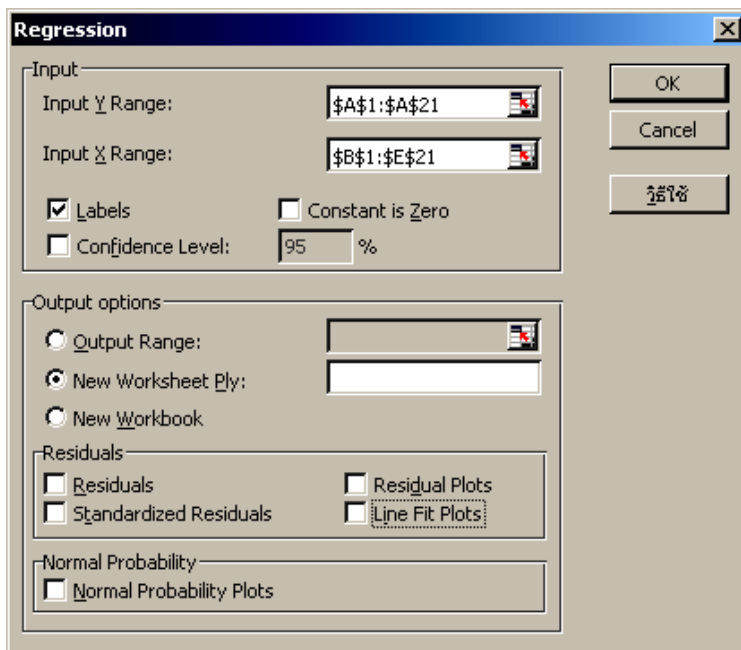 Regression
Input
Input Y Range:
$A$1:$A$21
Input X Range:
$B$1:$E$21
Labels
Constant is Zero
Confidence Level:
95
%
OK
Cancel
วิธีใช้
Output options
Output Range:
New Worksheet Ply:
New Workbook
Residuals
Residuals
Residual Plots
Standardized Residuals
Line Fit Plots
Normal Probability
Normal Probability Plots